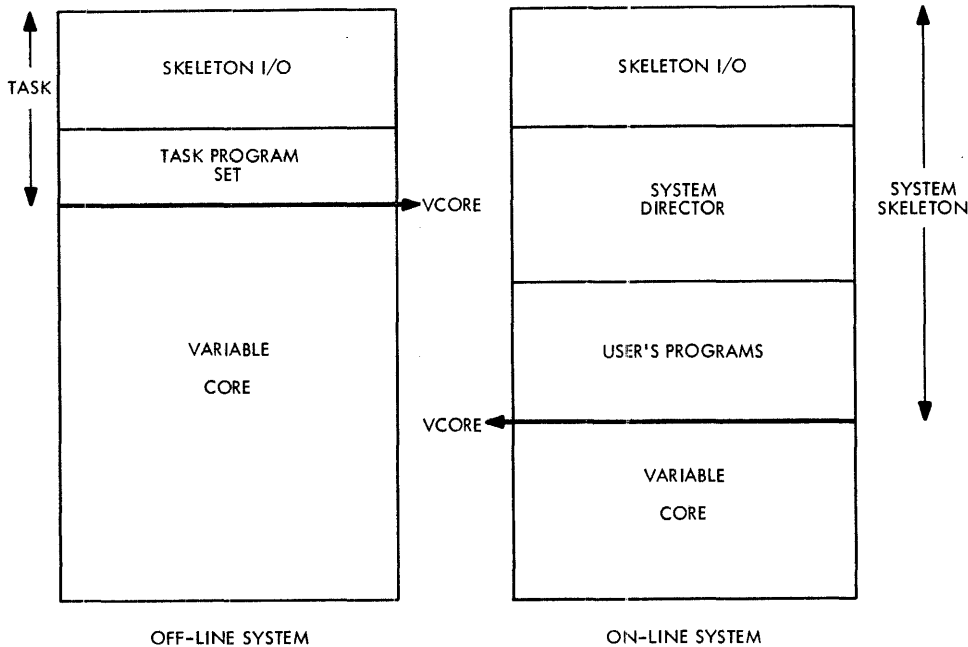 TASK
SKELETON I/O
TASK PROGRAM
SET
VCORE
VARIABLE
CORE
OFF-LINE SYSTEM
SKELETON I/O
SYSTEM
DIRECTOR
USER'S PROGRAMS
VCORE
VARIABLE
CORE
SYSTEM
SKELETON
ON-LINE SYSTEM